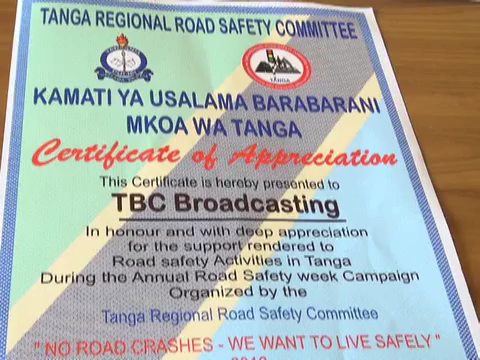 TANGA REGIONAL ROAD SAFETY COMMITTEE
TANGA
KAMATI YA USALAMA BARABARANI
MKOA WA TANGA
Certificate of Appreciation
This Certificate is hereby presented to
TBC Broadcasting
In honour and with deep appreciation
for the support rendered to
Road safety Activities in Tanga
During the Annual Road Safety week Campaign
Organized by the
Tanga Regional Road Safety Committee
" NO ROAD CRASHES - WE WANT TO LIVE SAFELY "